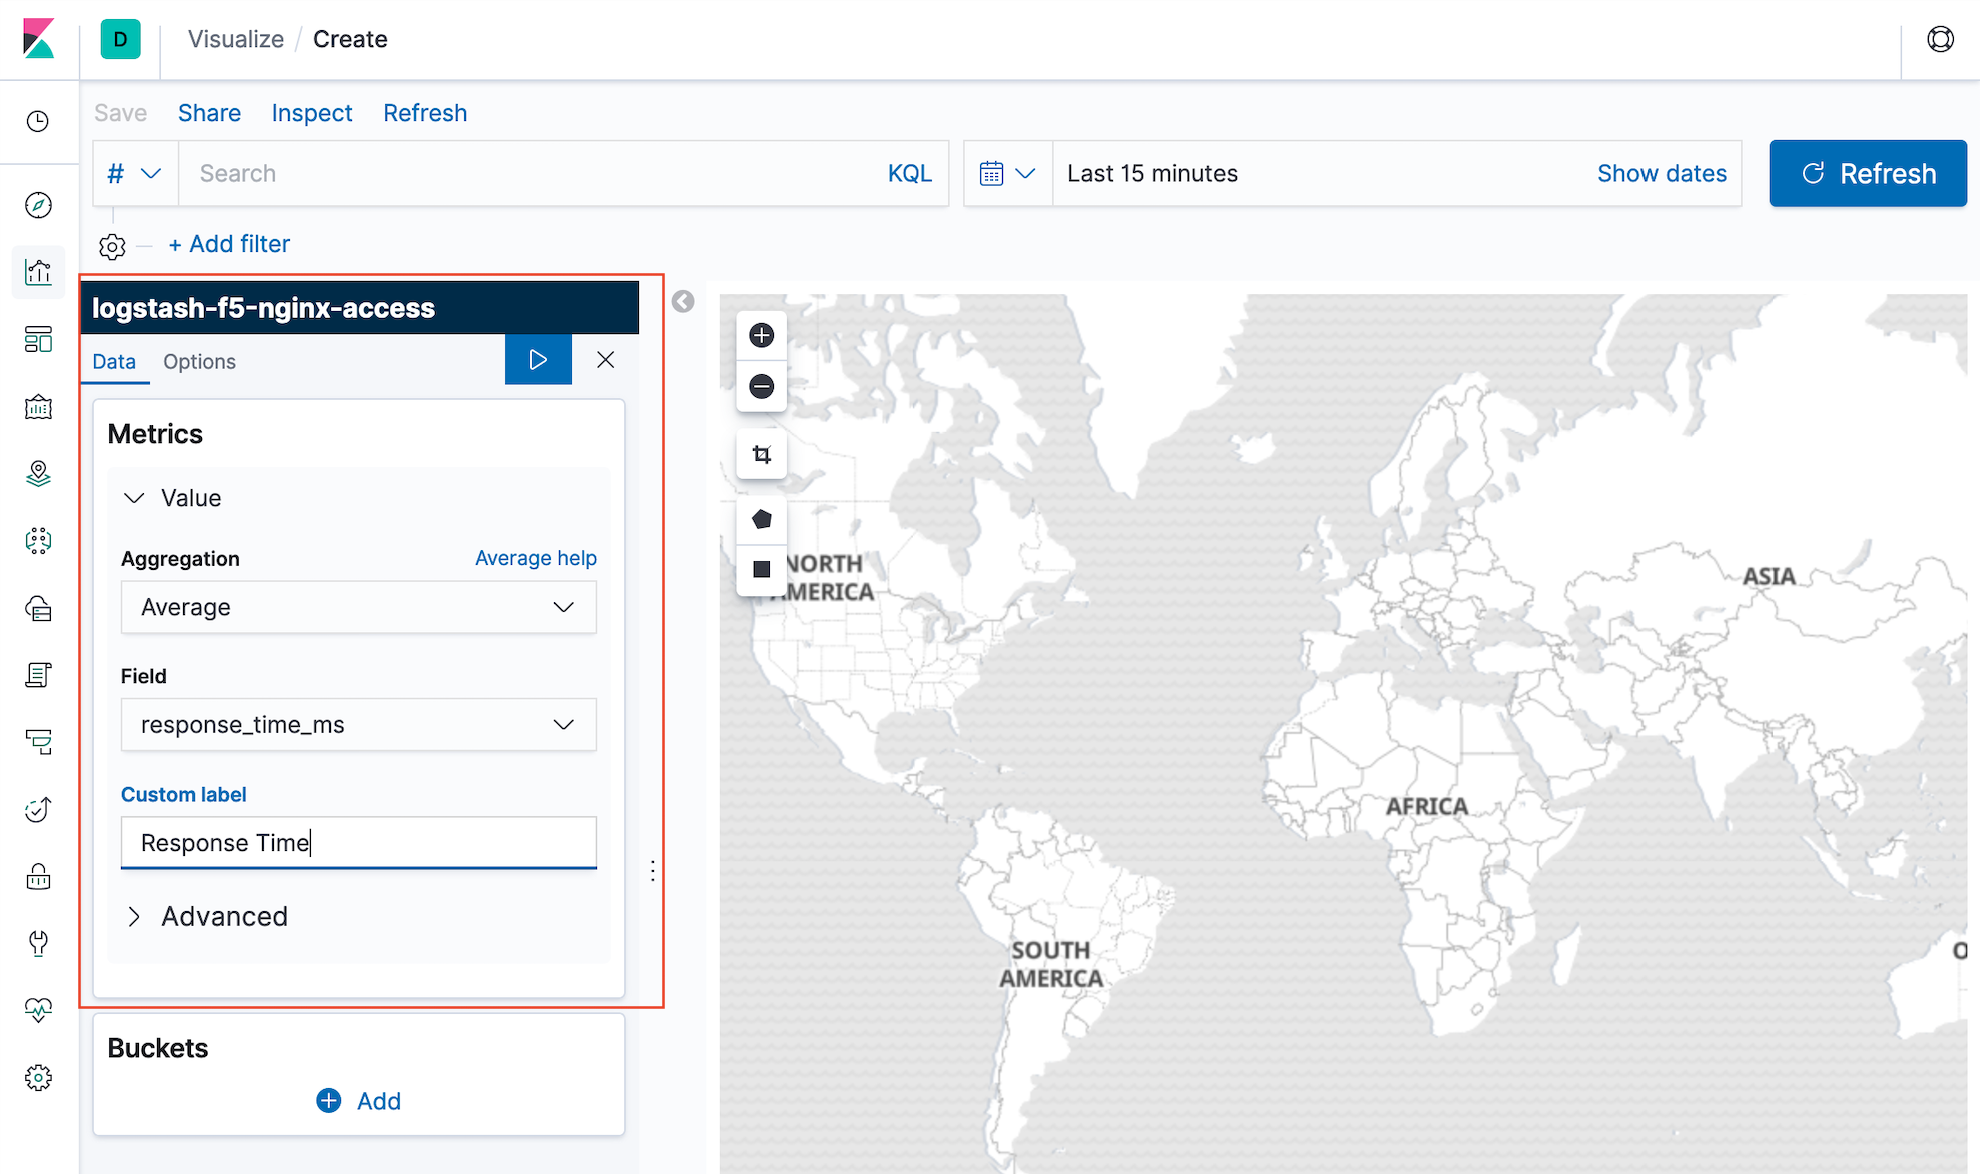 D Visualize / Create
Save Share Inspect Refresh
# Search KQL Last 15 minutes Show dates Refresh
+ Add filter
logstash-f5-nginx-access
Data Options
Metrics
Value
Aggregation Average help
Average
Field
response_time_ms
Custom label
Response Time
Advanced
Buckets
Add
NORTH
AMERICA
ASIA
AFRICA
SOUTH
AMERICA
O